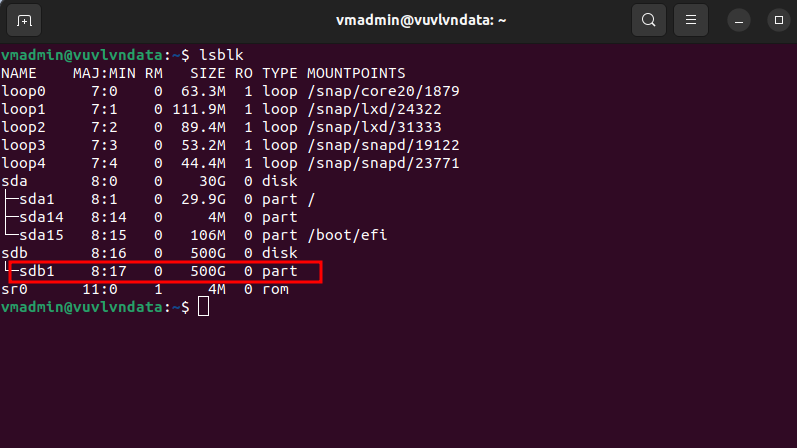 vmadmin@vuvlvndata: ~
vmadmin@vuvlvndata:~$ lsblk
NAME    MAJ:MIN RM   SIZE RO TYPE MOUNTPOINTS
loop0     7:0    0  63.3M  1 loop /snap/core20/1879
loop1     7:1    0 111.9M  1 loop /snap/lxd/24322
loop2     7:2    0  89.4M  1 loop /snap/lxd/31333
loop3     7:3    0  53.2M  1 loop /snap/snapd/19122
loop4     7:4    0  44.4M  1 loop /snap/snapd/23771
sda       8:0    0    30G  0 disk
├─sda1    8:1    0  29.9G  0 part /
├─sda14   8:14   0     4M  0 part
└─sda15   8:15   0   106M  0 part /boot/efi
sdb       8:16   0   500G  0 disk
└─sdb1    8:17   0   500G  0 part
sr0      11:0    1     4M  0 rom
vmadmin@vuvlvndata:~$